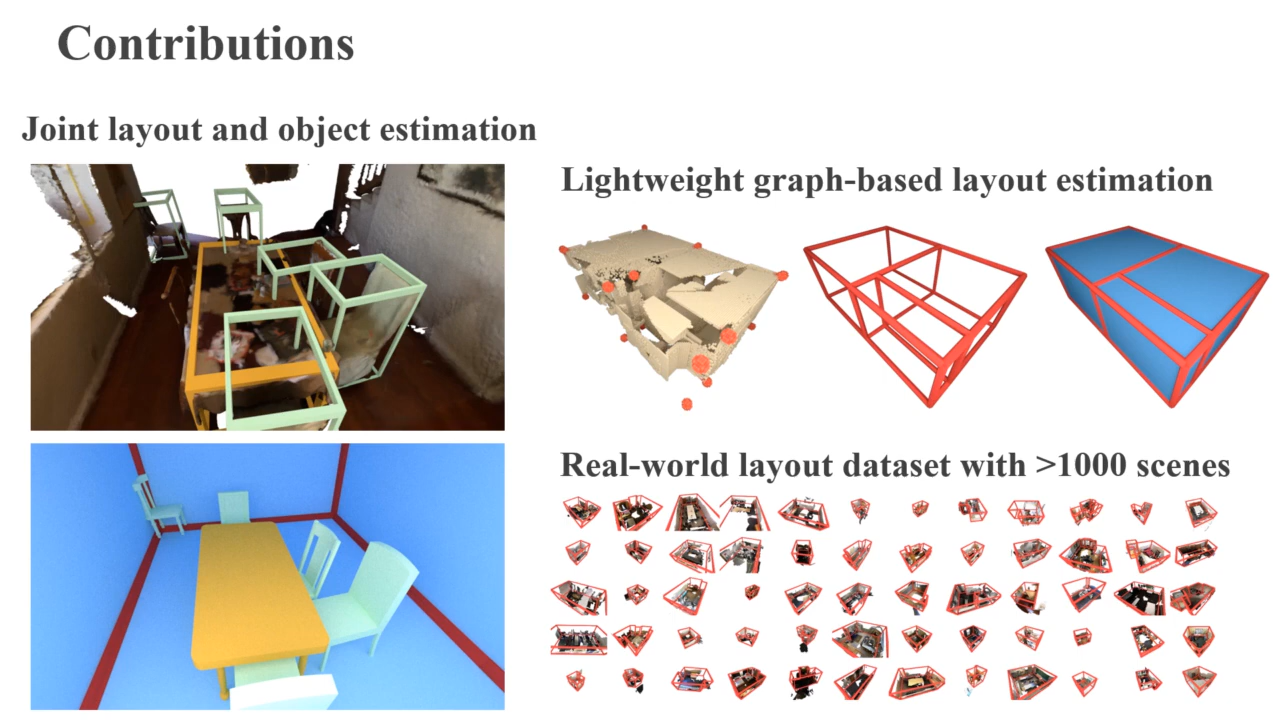 Contributions
Joint layout and object estimation
Lightweight graph-based layout estimation
Real-world layout dataset with >1000 scenes